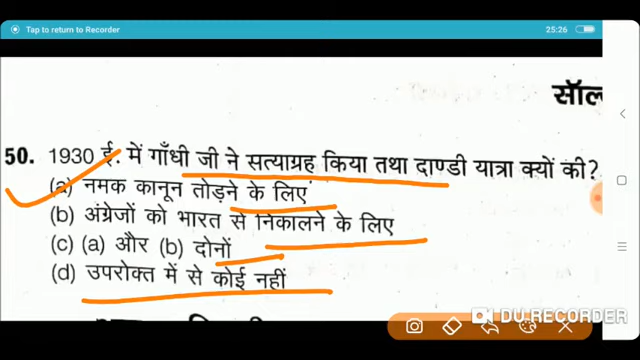 Tap to return to Recorder
25:26
सॉल
50. 1930 ई. में गाँधी जी ने सत्याग्रह किया तथा दाण्डी यात्रा क्यों की?
(a) नमक कानून तोड़ने के लिए
(b) अंग्रेजों को भारत से निकालने के लिए
(c) (a) और (b) दोनों
(d) उपरोक्त में से कोई नहीं
DU RECORDER